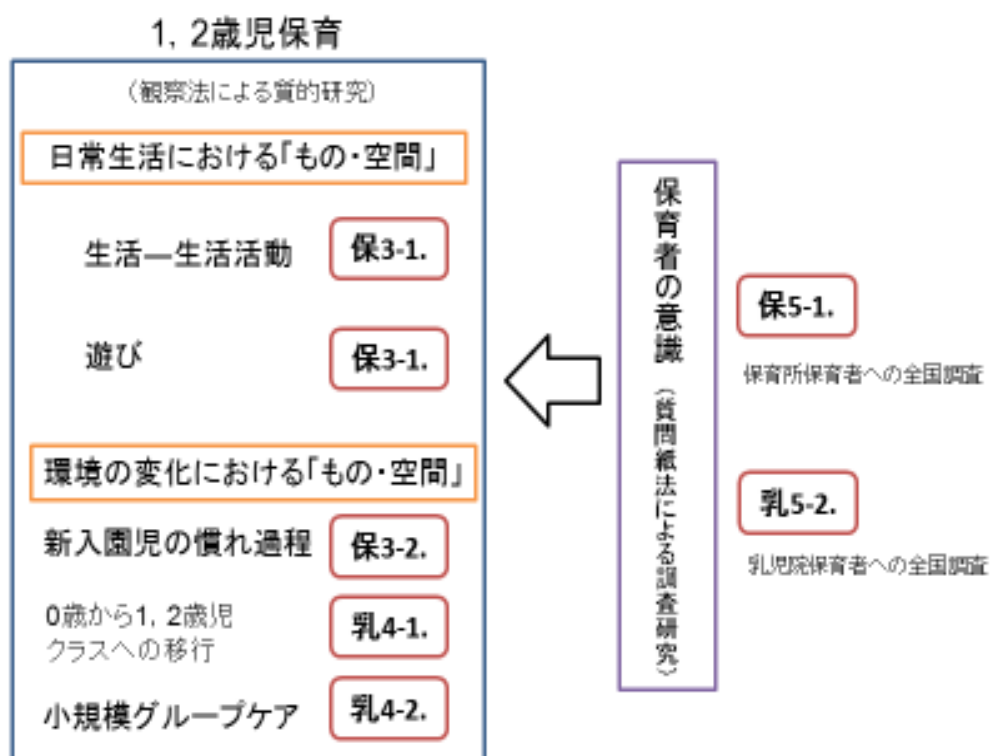 1，2歳児保育
（観察法による質的研究）
日常生活における「もの・空間」
生活―生活活動
保3-1.
遊び
保3-1.
環境の変化における「もの・空間」
新入園児の慣れ過程
保3-2.
0歳から1，2歳児
クラスへの移行
乳4-1.
小規模グループケア
乳4-2.
保育者の意識（質問紙法による調査研究）
保5-1.
保育所保育者への全国調査
乳5-2.
乳児院保育者への全国調査